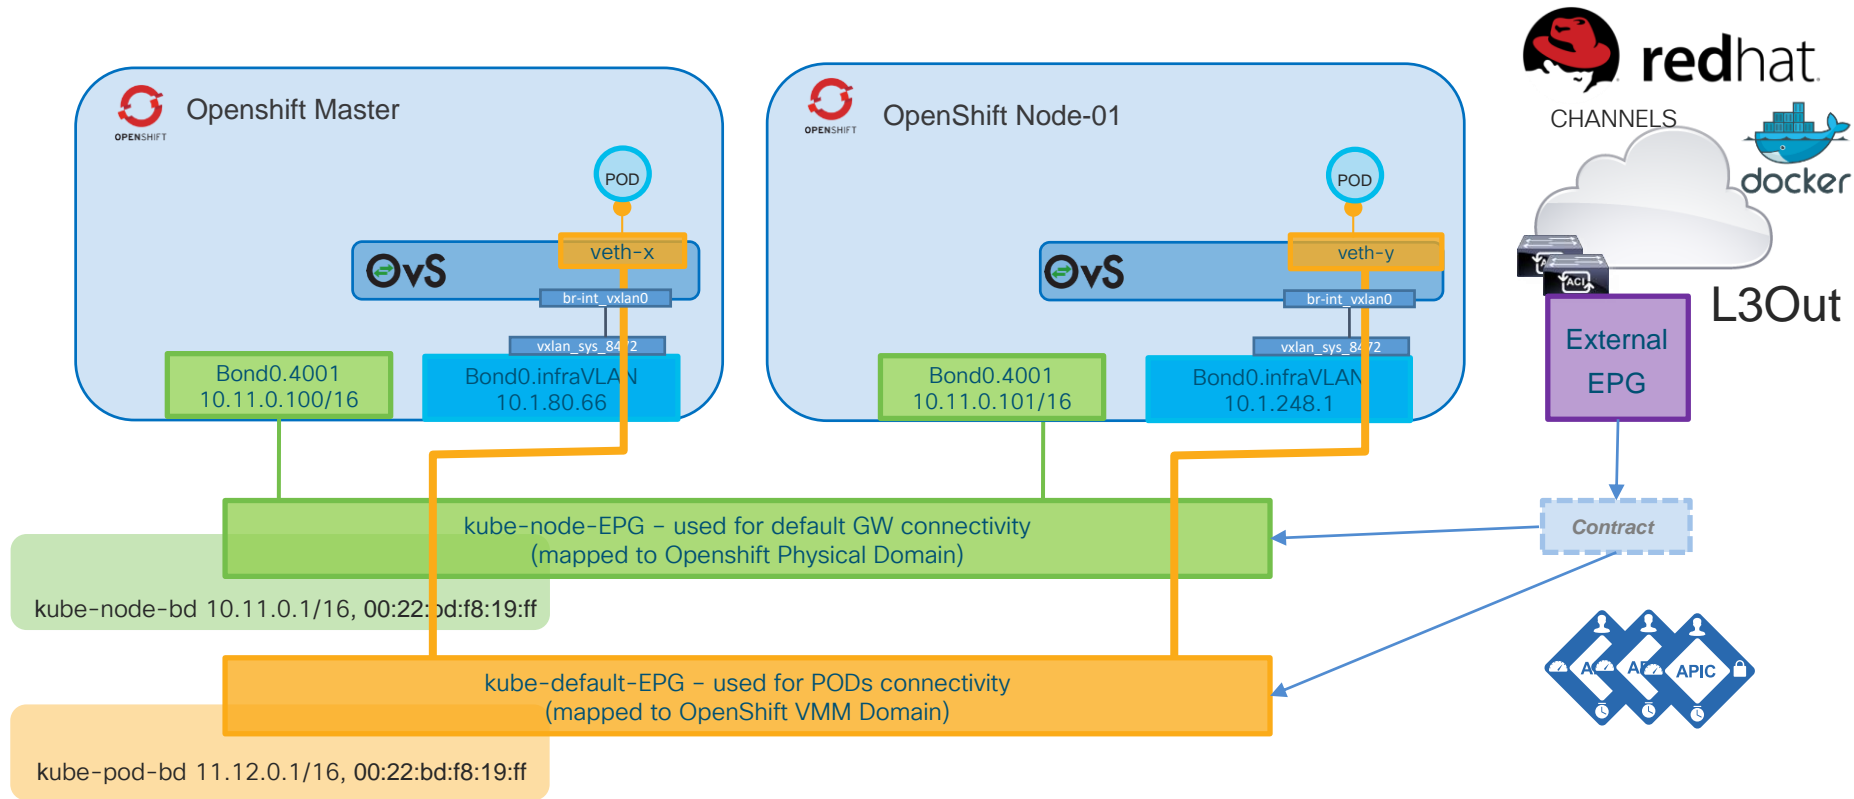 Openshift Master
OPENSHIFT
POD
veth-x
OvS
br-int_vxlan0
vxlan_sys_8472
Bond0.4001
10.11.0.100/16
Bond0.infraVLAN
10.1.80.66
OpenShift Node-01
OPENSHIFT
POD
veth-y
OvS
br-int_vxlan0
vxlan_sys_8472
Bond0.4001
10.11.0.101/16
Bond0.infraVLAN
10.1.248.1
redhat.
CHANNELS
docker
ACI
L3Out
External
EPG
Contract
kube-node-EPG – used for default GW connectivity
(mapped to Openshift Physical Domain)
kube-node-bd 10.11.0.1/16, 00:22:bd:f8:19:ff
kube-default-EPG – used for PODs connectivity
(mapped to OpenShift VMM Domain)
kube-pod-bd 11.12.0.1/16, 00:22:bd:f8:19:ff
APIC